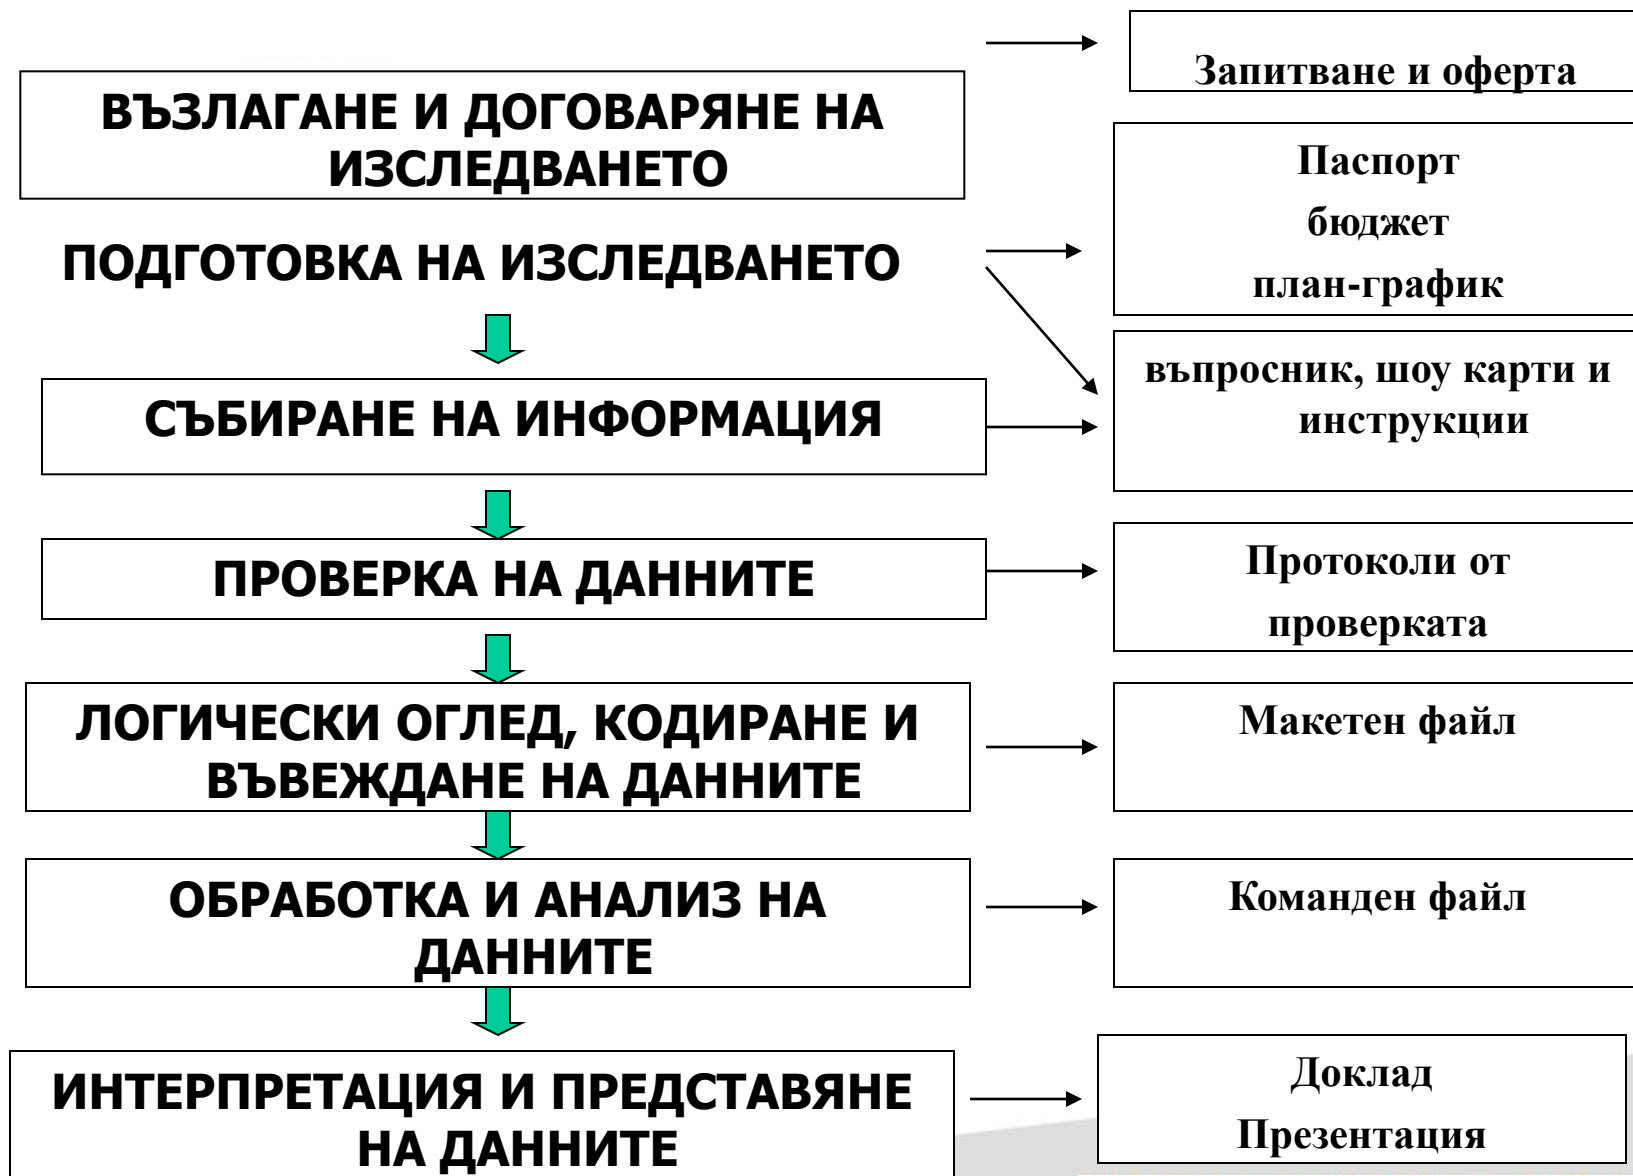 Запитване и оферта
ВЪЗЛАГАНЕ И ДОГОВАРЯНЕ НА
ИЗСЛЕДВАНЕТО
Паспорт
бюджет
план-график
ПОДГОТОВКА НА ИЗСЛЕДВАНЕТО
въпросник, шоу карти и
инструкции
СЪБИРАНЕ НА ИНФОРМАЦИЯ
ПРОВЕРКА НА ДАННИТЕ
Протоколи от
проверката
ЛОГИЧЕСКИ ОГЛЕД, КОДИРАНЕ И
ВЪВЕЖДАНЕ НА ДАННИТЕ
Макетен файл
ОБРАБОТКА И АНАЛИЗ НА
ДАННИТЕ
Команден файл
ИНТЕРПРЕТАЦИЯ И ПРЕДСТАВЯНЕ
НА ДАННИТЕ
Доклад
Презентация